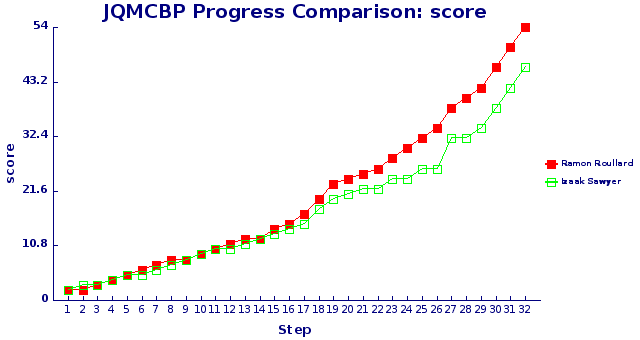 JQMCBP Progress Comparison: score
54
43.2
32.4
21.6
10.8
0
score
1 2 3 4 5 6 7 8 9 10 11 12 13 14 15 16 17 18 19 20 21 22 23 24 25 26 27 28 29 30 31 32
Step
Ramon Roullard
Izaak Sawyer